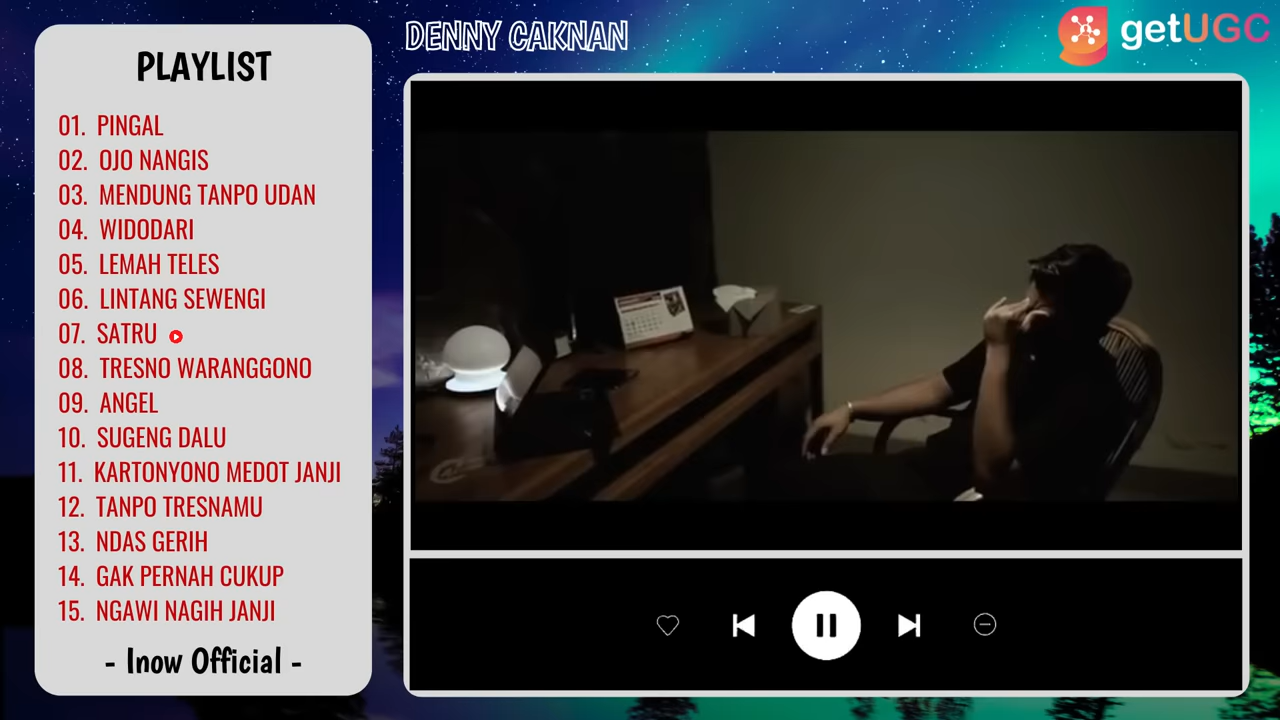 DENNY CAKNAN
getUGC
PLAYLIST
01. PINGAL
02. OJO NANGIS
03. MENDUNG TANPO UDAN
04. WIDODARI
05. LEMAH TELES
06. LINTANG SEWENGI
07. SATRU
08. TRESNO WARANGGONO
09. ANGEL
10. SUGENG DALU
11. KARTONYONO MEDOT JANJI
12. TANPO TRESNAMU
13. NDAS GERIH
14. GAK PERNAH CUKUP
15. NGAWI NAGIH JANJI
- Inow Official -